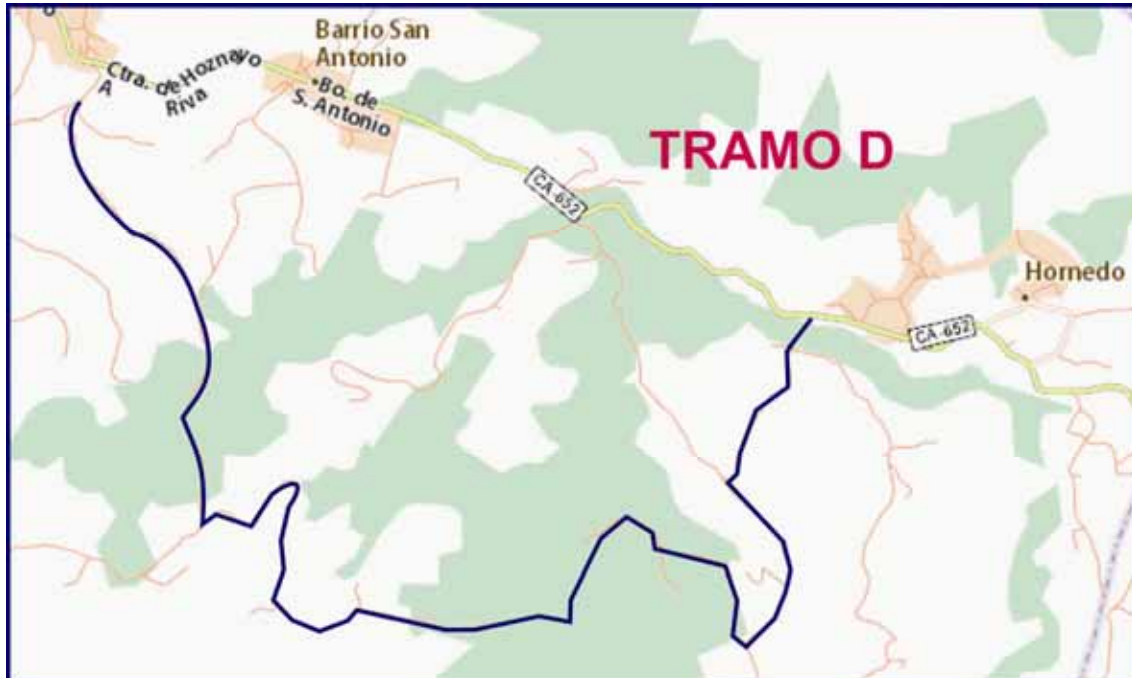 o
Ctra. de Hoznayo
A Riva
Barrio San
Antonio
Bo. de
S. Antonio
TRAMO D
CA-652
Hornedo
CA-652